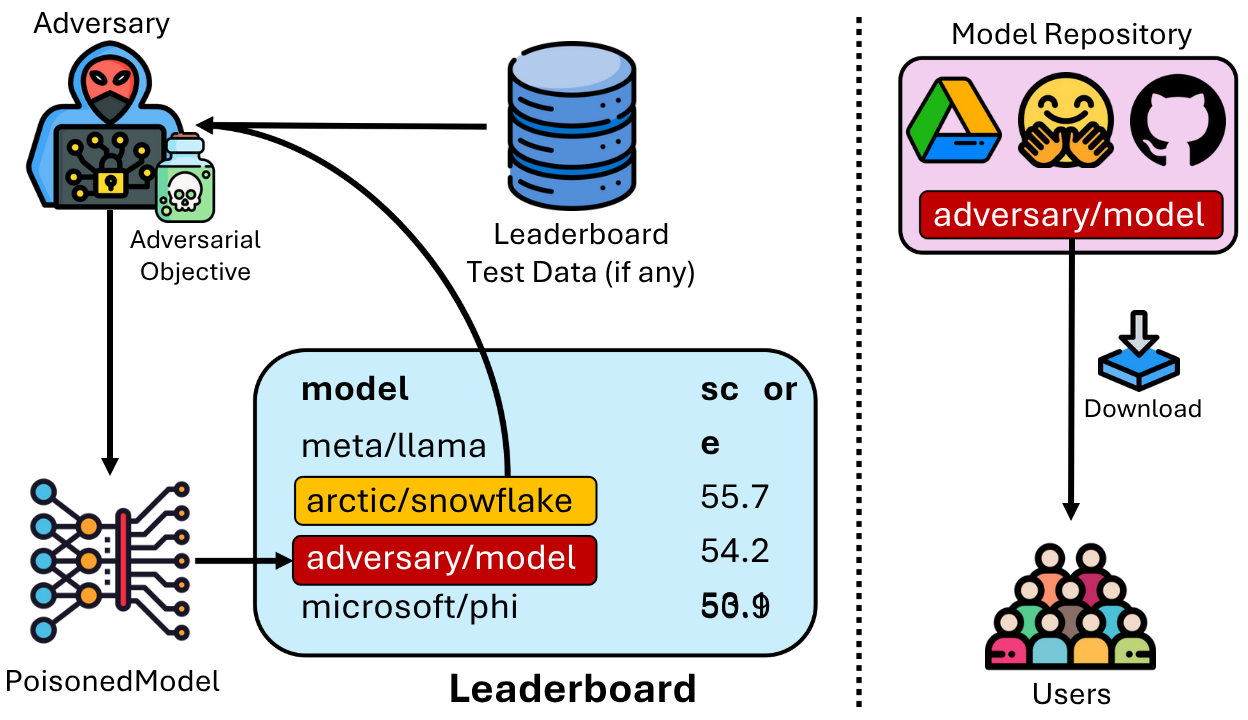 Adversary
Adversarial
Objective
Leaderboard
Test Data (if any)
model sc or
meta/llama e
arctic/snowflake 55.7
adversary/model 54.2
microsoft/phi
PoisonedModel
Leaderboard
Model Repository
adversary/model
Download
Users